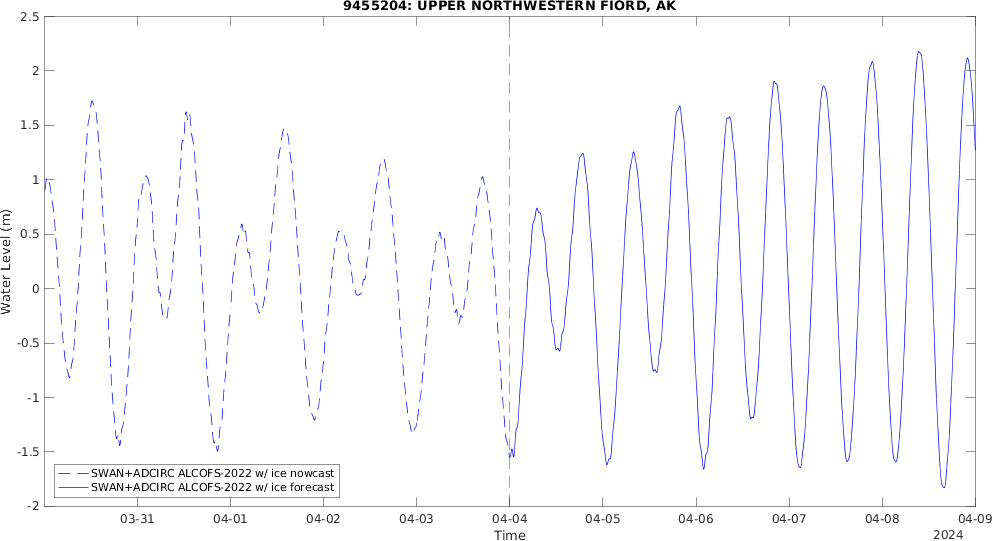 9455204: UPPER NORTHWESTERN FIORD, AK
2.5
2
1.5
1
0.5
0
-0.5
-1
-1.5
-2
Water Level (m)
SWAN+ADCIRC ALCOFS-2022 w/ ice nowcast
SWAN+ADCIRC ALCOFS-2022 w/ ice forecast
03-31 04-01 04-02 04-03 04-04 04-05 04-06 04-07 04-08 04-09
Time
2024